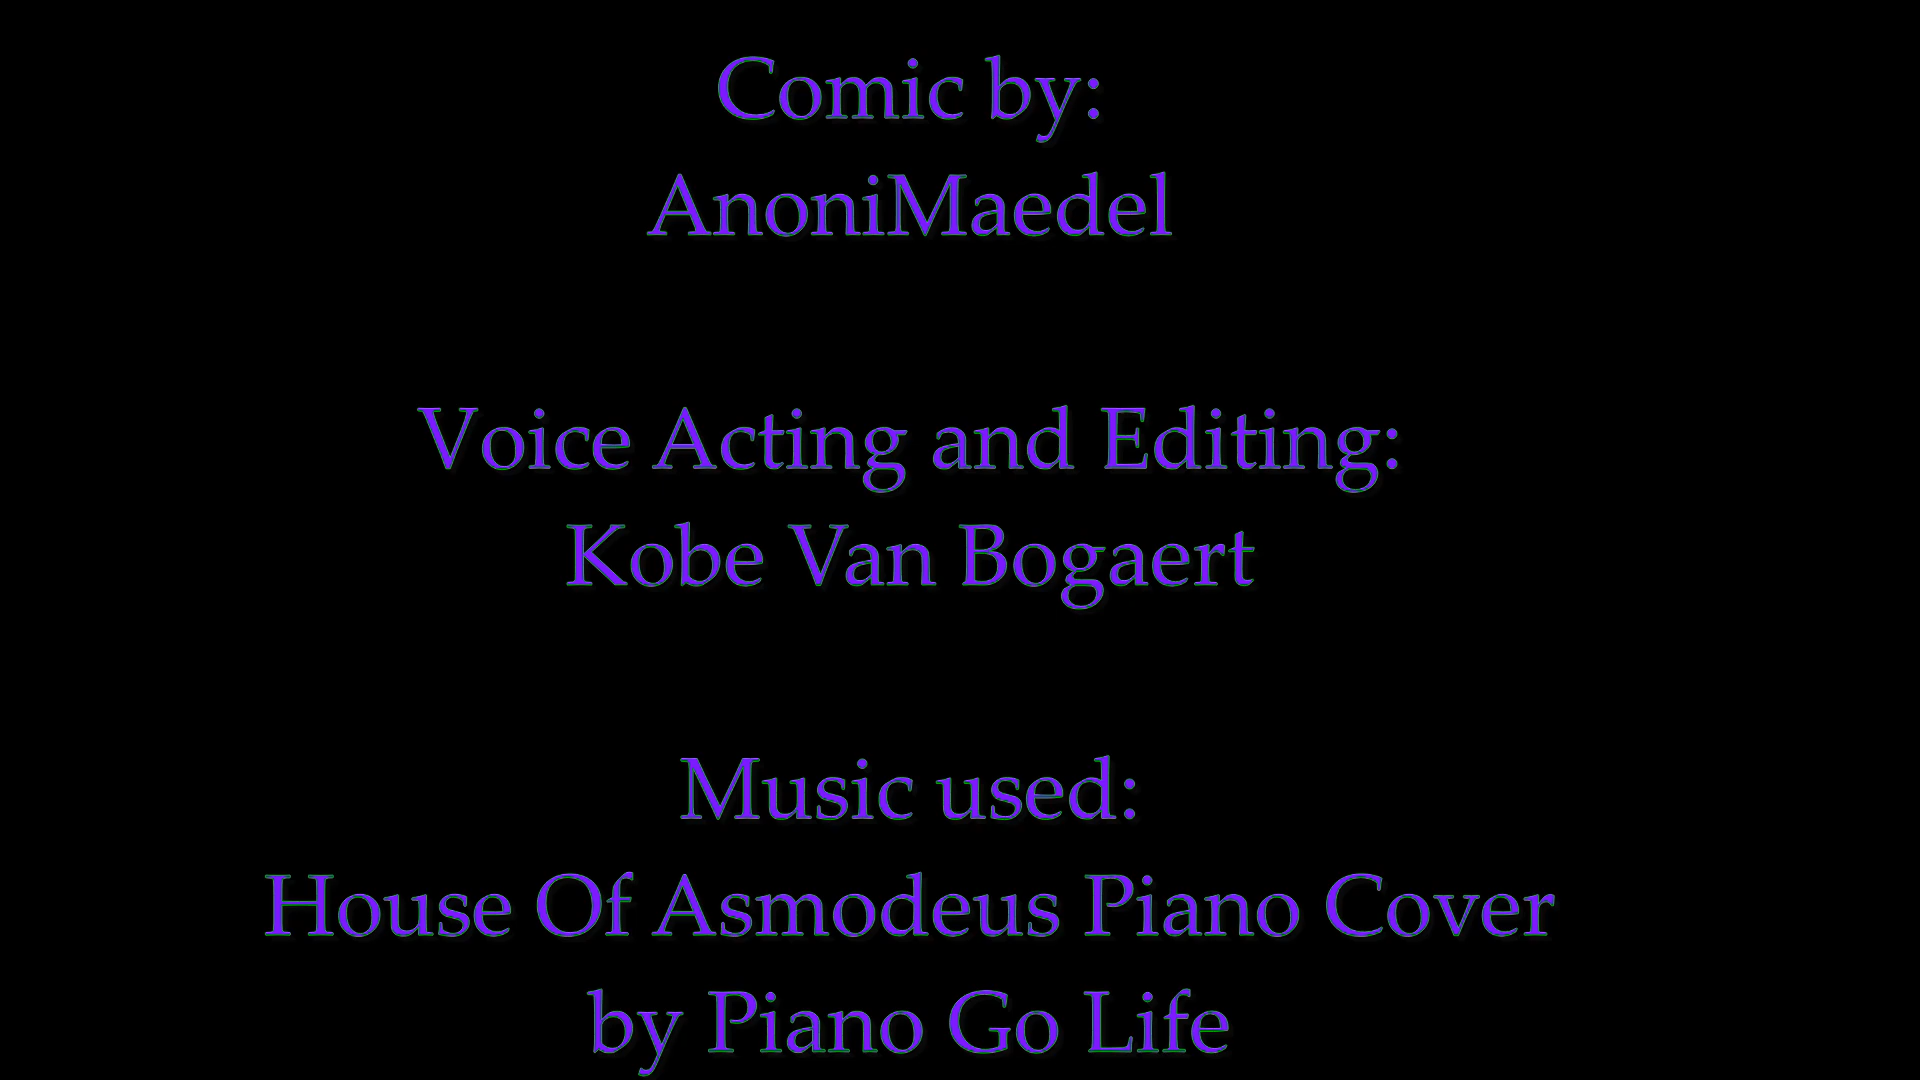 Comic by:
AnoniMaedel
Voice Acting and Editing:
Kobe Van Bogaert
Music used:
House Of Asmodeus Piano Cover
by Piano Go Life